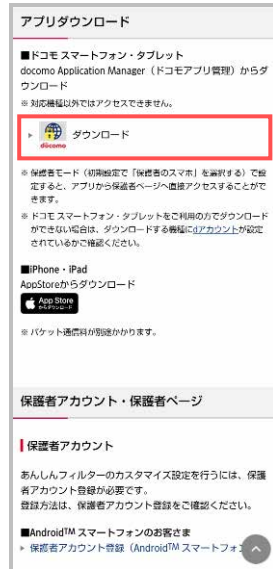 アプリダウンロード
■ドコモ スマートフォン・タブレット
docomo Application Manager（ドコモアプリ管理）からダ
ウンロード
※ 対応機種以外ではアクセスできません。
docomo
ダウンロード
※ 保護者モード（初期設定で「保護者のスマホ」を選択する）で設
定すると、アプリから保護者ページへ直接アクセスすることがで
きます。
※ ドコモ スマートフォン・タブレットをご利用の方でダウンロード
ができない場合は、ダウンロードする機種にdアカウントが設定
されているかご確認ください。
■iPhone・iPad
AppStoreからダウンロード
App Store
からダウンロード
※ パケット通信料が別途かかります。
保護者アカウント・保護者ページ
保護者アカウント
あんしんフィルターのカスタマイズ設定を行うには、保護
者アカウント登録が必要です。
登録方法は、保護者アカウント登録をご確認ください。
■Android™ スマートフォンのお客さま
保護者アカウント登録（Android™ スマートフォ